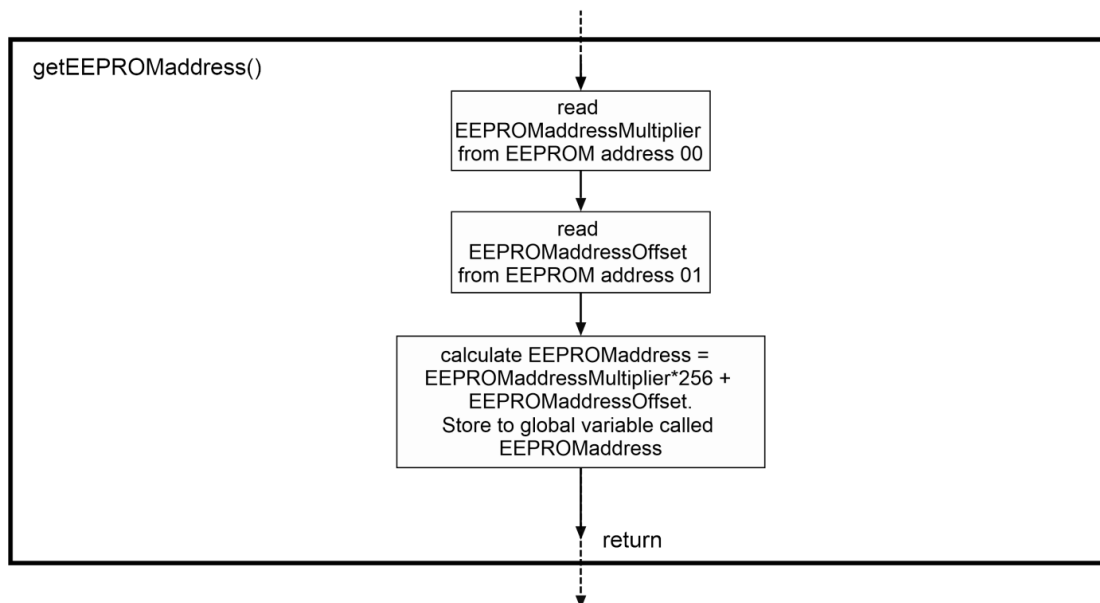 getEEPROMaddress()
read
EEPROMaddressMultiplier
from EEPROM address 00
read
EEPROMaddressOffset
from EEPROM address 01
calculate EEPROMaddress =
EEPROMaddressMultiplier*256 +
EEPROMaddressOffset.
Store to global variable called
EEPROMaddress
return